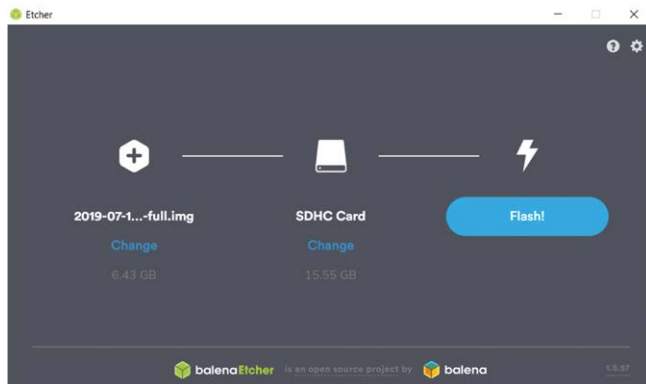 Etcher
2019-07-1...-full.img
SDHC Card
Flash!
Change
Change
6.43 GB
15.55 GB
balenaEtcher is an open source project by balena
1.5.57